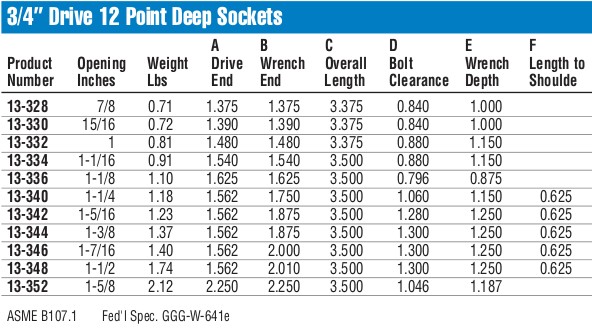 3/4" Drive 12 Point Deep Sockets
A B C D E F
Product Opening Weight Drive Wrench Overall Bolt Wrench Length to
Number Inches Lbs End End Length Clearance Depth Shoulde
13-328 7/8 0.71 1.375 1.375 3.375 0.840 1.000
13-330 15/16 0.72 1.390 1.390 3.375 0.840 1.000
13-332 1 0.81 1.480 1.480 3.375 0.880 1.150
13-334 1-1/16 0.91 1.540 1.540 3.500 0.880 1.150
13-336 1-1/8 1.10 1.625 1.625 3.500 0.796 0.875
13-340 1-1/4 1.18 1.562 1.750 3.500 1.060 1.150 0.625
13-342 1-5/16 1.23 1.562 1.875 3.500 1.280 1.250 0.625
13-344 1-3/8 1.37 1.562 1.875 3.500 1.300 1.250 0.625
13-346 1-7/16 1.40 1.562 2.000 3.500 1.300 1.250 0.625
13-348 1-1/2 1.74 1.562 2.010 3.500 1.300 1.250 0.625
13-352 1-5/8 2.12 2.250 2.250 3.500 1.046 1.187
ASME B107.1 Fed'l Spec. GGG-W-641e